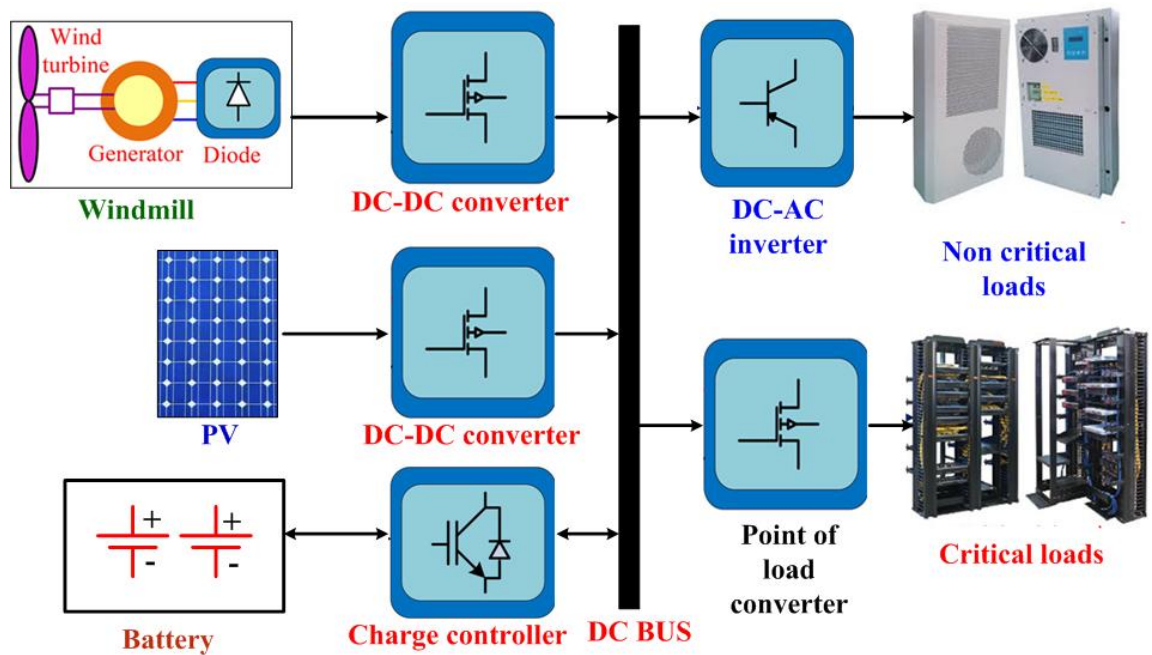 Wind
turbine
Generator
Diode
Windmill
DC-DC converter
DC-AC
inverter
Non critical
loads
PV
DC-DC converter
+
+
-
-
Battery
Charge controller
DC BUS
Point of
load
converter
Critical loads